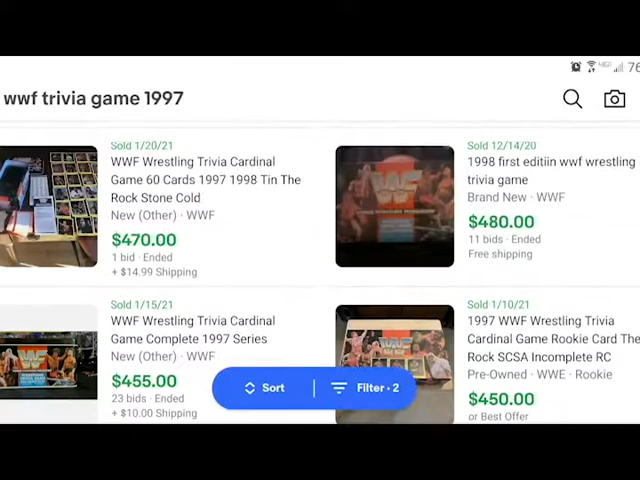 76
wwf trivia game 1997
Sold 1/20/21
WWF Wrestling Trivia Cardinal
Game 60 Cards 1997 1998 Tin The
Rock Stone Cold
New (Other) · WWF
$470.00
1 bid · Ended
+ $14.99 Shipping
Sold 12/14/20
1998 first editiin wwf wrestling
trivia game
Brand New · WWF
$480.00
11 bids · Ended
Free shipping
Sold 1/15/21
WWF Wrestling Trivia Cardinal
Game Complete 1997 Series
New (Other) · WWF
$455.00
23 bids · Ended
+ $10.00 Shipping
Sold 1/10/21
1997 WWF Wrestling Trivia
Cardinal Game Rookie Card The
Rock SCSA Incomplete RC
Pre-Owned · WWE · Rookie
$450.00
or Best Offer
Sort
Filter · 2